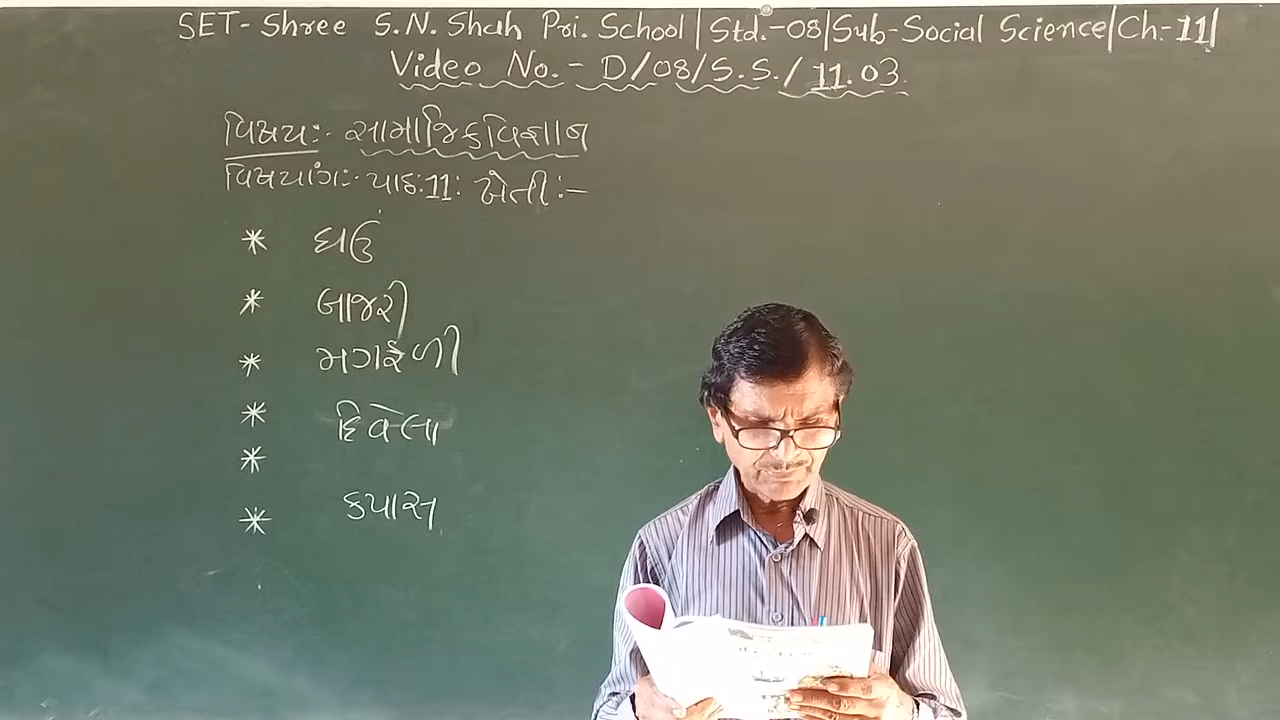 SET- Shree S.N. Shah Pri. School | Std.-08 | Sub-Social Science | Ch-11 |
Video No.- D/08/S.S./11.03.
વિષય:- સામાજિક વિજ્ઞાન
વિષયાંગ:- પાઠ:11: ખેતી:-
* ઘઉં
* બાજરી
* મગફળી
* દિવેલા
*
* કપાસ